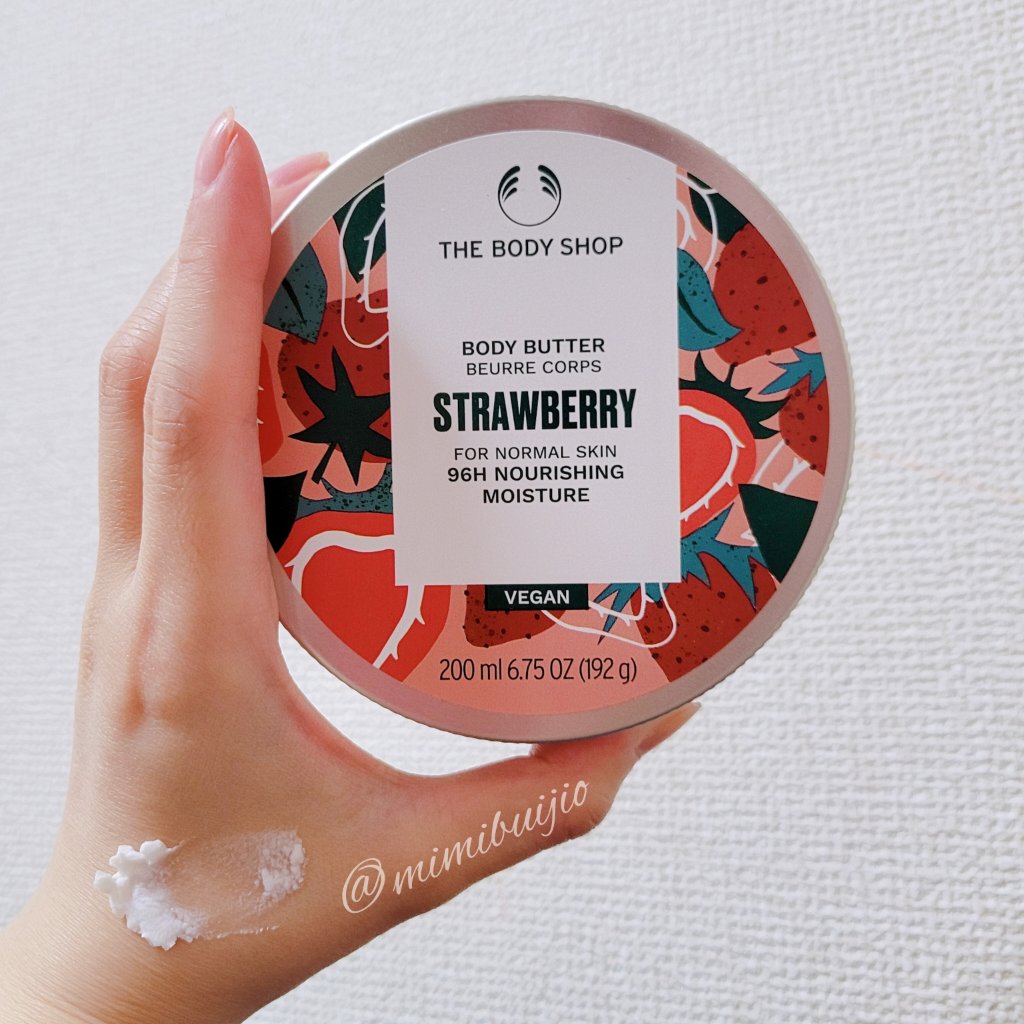 THE BODY SHOP
BODY BUTTER
BEURRE CORPS
STRAWBERRY
FOR NORMAL SKIN
96H NOURISHING
MOISTURE
VEGAN
200 ml 6.75 OZ (192 g)
@mimibuijio